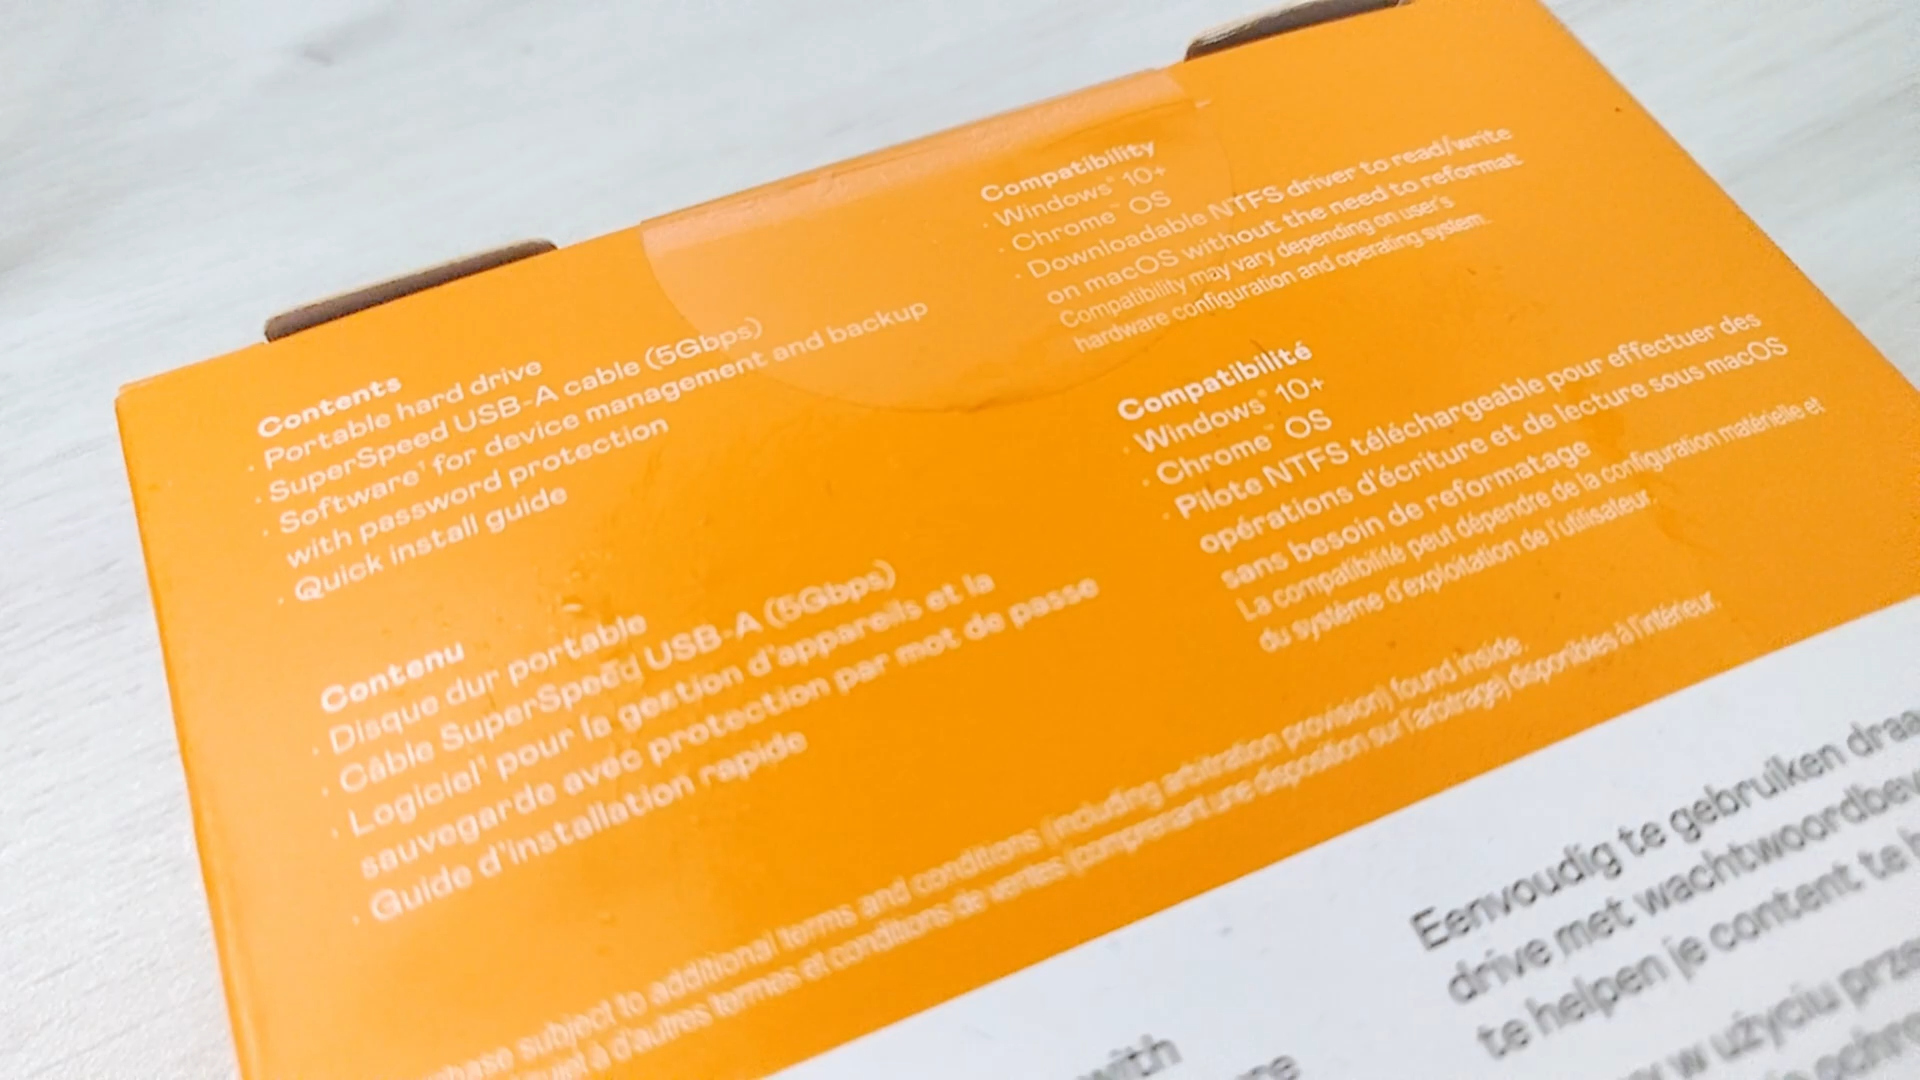 Contents
· Portable hard drive
· SuperSpeed USB-A cable (5Gbps)
· Software¹ for device management and backup
with password protection
· Quick install guide
Contenu
· Disque dur portable
· Câble SuperSpeed USB-A (5Gbps)
· Logiciel¹ pour la gestion d'appareils et la
sauvegarde avec protection par mot de passe
· Guide d'installation rapide
Compatibility
· Windows® 10+
· Chrome™ OS
· Downloadable NTFS driver to read/write
on macOS without the need to reformat
Compatibility may vary depending on user's
hardware configuration and operating system.
Compatibilité
· Windows® 10+
· Chrome™ OS
· Pilote NTFS téléchargeable pour effectuer des
opérations d'écriture et de lecture sous macOS
sans besoin de reformatage
La compatibilité peut dépendre de la configuration matérielle et
du système d'exploitation de l'utilisateur.
subject to additional terms and conditions (including arbitration provision) found inside.
à d'autres termes et conditions de ventes (comprenant une disposition sur l'arbitrage) disponibles à l'intérieur.
Eenvoudig te gebruiken
drive met
te helpen je content te
w użyciu
with